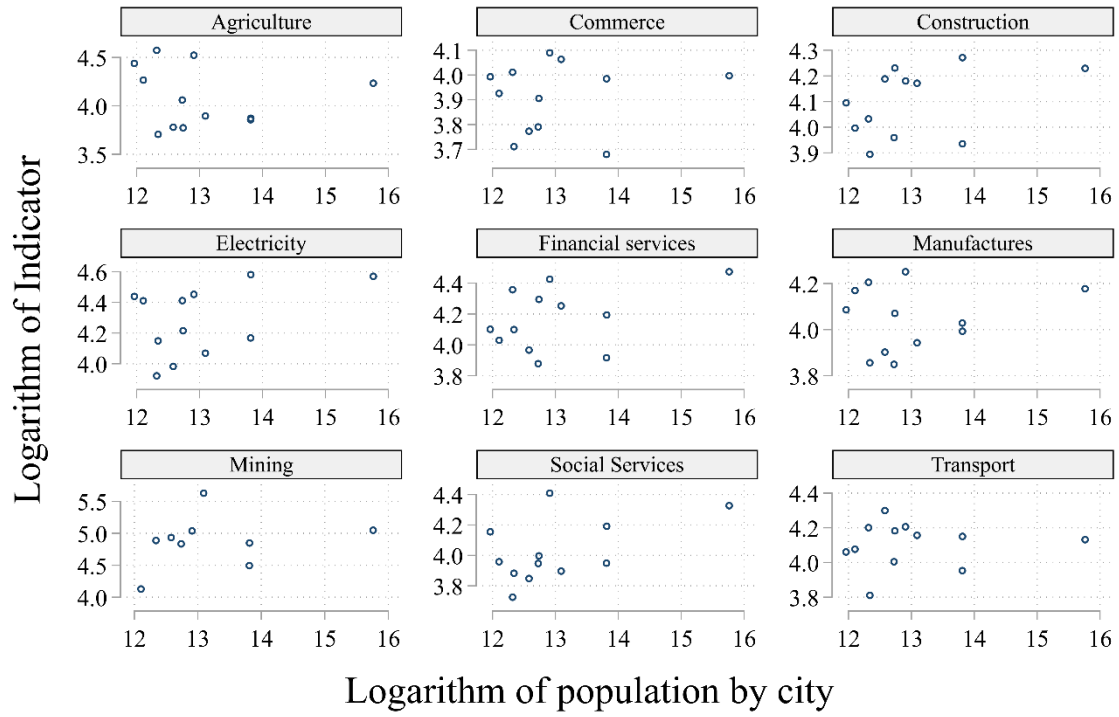 Agriculture
4.5
4.0
3.5
12 13 14 15 16
Commerce
4.1
4.0
3.9
3.8
3.7
12 13 14 15 16
Construction
4.3
4.2
4.1
4.0
3.9
12 13 14 15 16
Electricity
4.6
4.4
4.2
4.0
12 13 14 15 16
Financial services
4.4
4.2
4.0
3.8
12 13 14 15 16
Manufactures
4.2
4.0
3.8
12 13 14 15 16
Mining
5.5
5.0
4.5
4.0
12 13 14 15 16
Social Services
4.4
4.2
4.0
3.8
12 13 14 15 16
Transport
4.4
4.2
4.0
3.8
12 13 14 15 16
Logarithm of Indicator
Logarithm of population by city